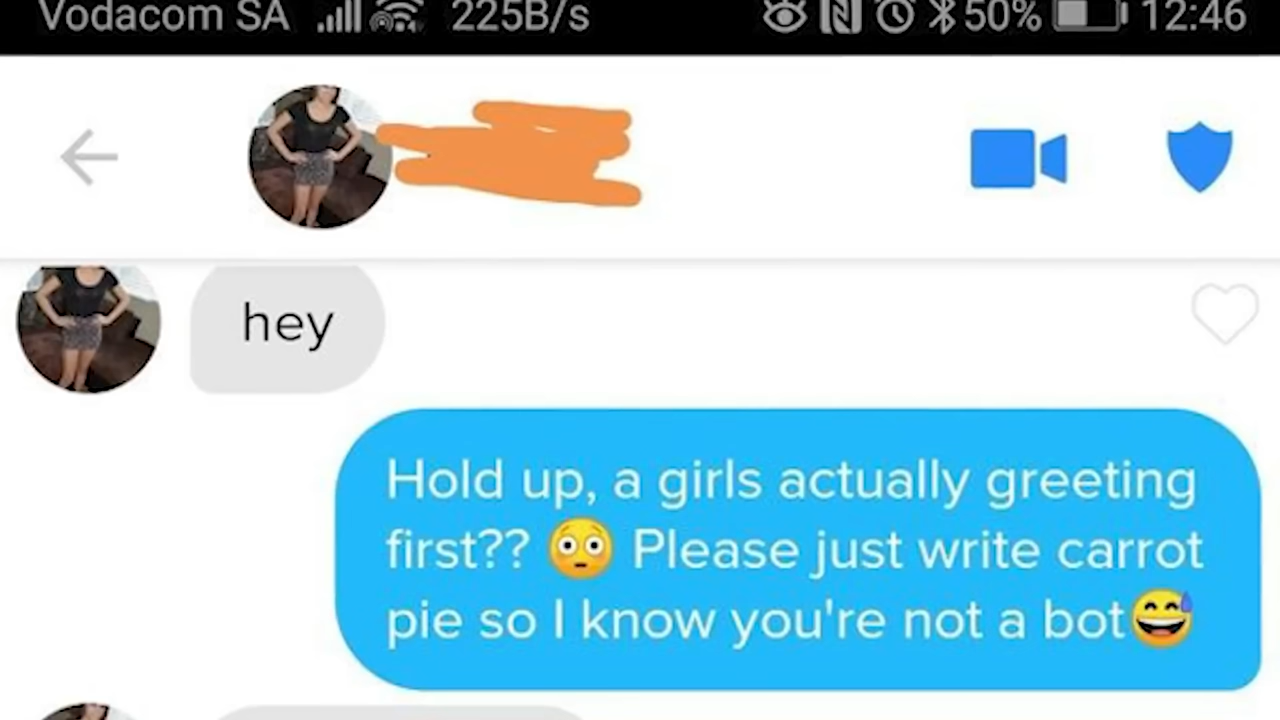 Vodacom SA 225B/s 50% 12:46
hey
Hold up, a girls actually greeting
first?? 😳 Please just write carrot
pie so I know you're not a bot😅